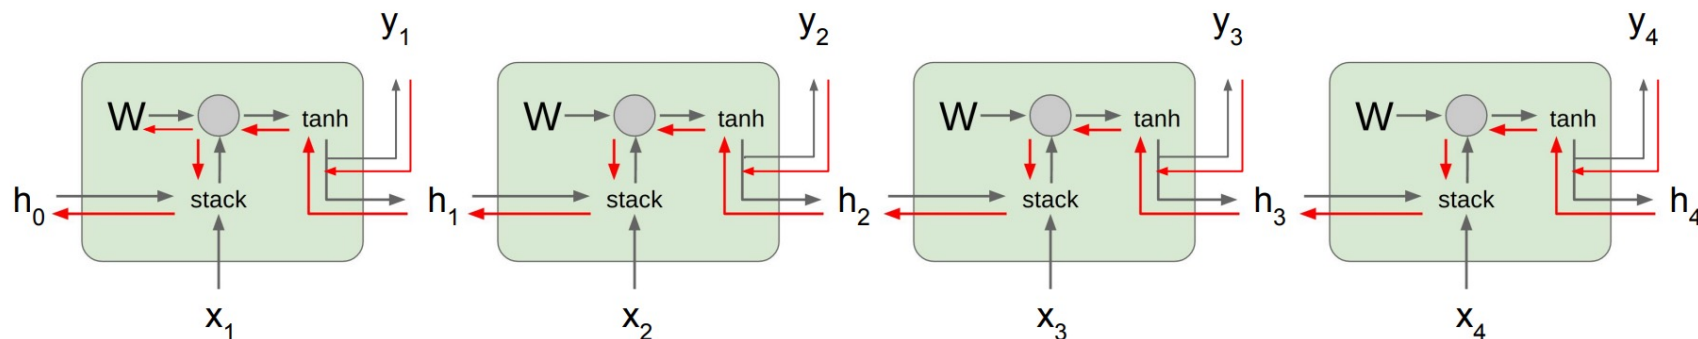 y1 y2 y3 y4
W tanh W tanh W tanh W tanh
h0 stack h1 stack h2 stack h3 stack h4
x1 x2 x3 x4